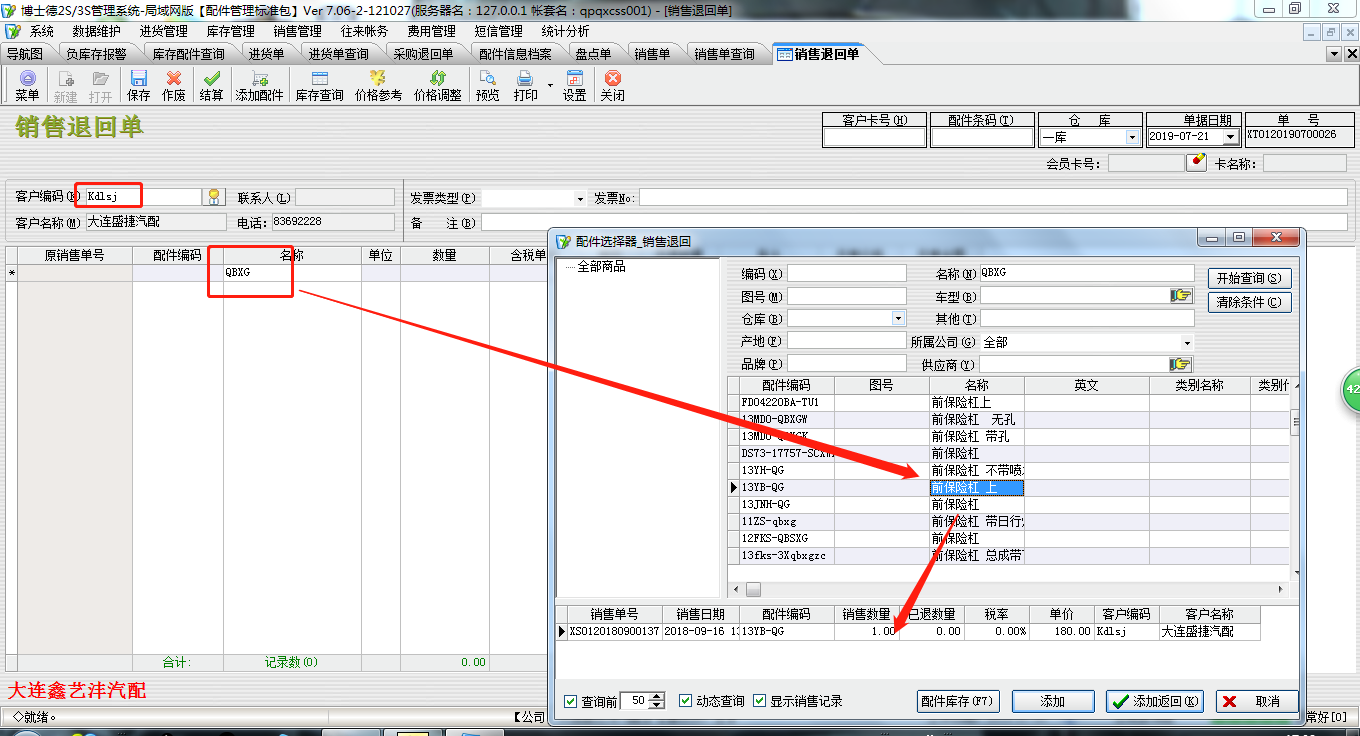 博士德2S/3S管理系统-局域网版【配件管理标准包】Ver 7.06-2-121027(服务器名：127.0.0.1 帐套名：qpqxcss001) - [销售退回单]
系统 数据维护 进货管理 库存管理 销售管理 往来帐务 费用管理 短信管理 统计分析
导航图 负库存报警 库存配件查询 进货单 进货单查询 采购退回单 配件信息档案 盘点单 销售单 销售单查询 销售退回单
菜单 新建 打开 保存 作废 结算 添加配件 库存查询 价格参考 价格调整 预览 打印 设置 关闭
销售退回单
客户卡号(H) 配件条码(T) 仓 库 单据日期 单 号
一库 2019-07-21 XT0120190700026
会员卡号： 卡名称：
客户编码(K) Kdlsj 联系人(L) 发票类型(P) 发票No:
客户名称(M) 大连盛捷汽配 电话：83692228 备 注(B)
原销售单号 配件编码 名称 单位 数量 含税单
* QBXG
配件选择器_销售退回
全部商品
编码(X) 名称(N) QBXG 开始查询(S)
图号(M) 车型(B) 清除条件(C)
仓库(B) 其他(T)
产地(F) 所属公司(G) 全部
品牌(P) 供应商(Y)
配件编码 图号 名称 英文 类别名称 类别
FD04220BA-TU1 前保险杠上
13MDO-QBXGW 前保险杠 无孔
13MDO-QBXGK 前保险杠 带孔
DS73-17757-SCXW 前保险杠
13YH-QG 前保险杠 不带喷
13YB-QG 前保险杠 上
13JNH-QG 前保险杠
11ZS-qbxg 前保险杠 带日行
12FKS-QBSXG 前保险杠
13fks-3Xqbxgzc 前保险杠 总成带
销售单号 销售日期 配件编码 销售数量 已退数量 税率 单价 客户编码 客户名称
XS0120180900137 2018-09-16 13YB-QG 1.00 0.00 0.00% 180.00 Kdlsj 大连盛捷汽配
合计： 记录数(0) 0.00
查询前 50 动态查询 显示销售记录 配件库存(F7) 添加 添加返回(K) 取消
大连鑫艺沣汽配
◇就绪。 【公司 常好[0]
42